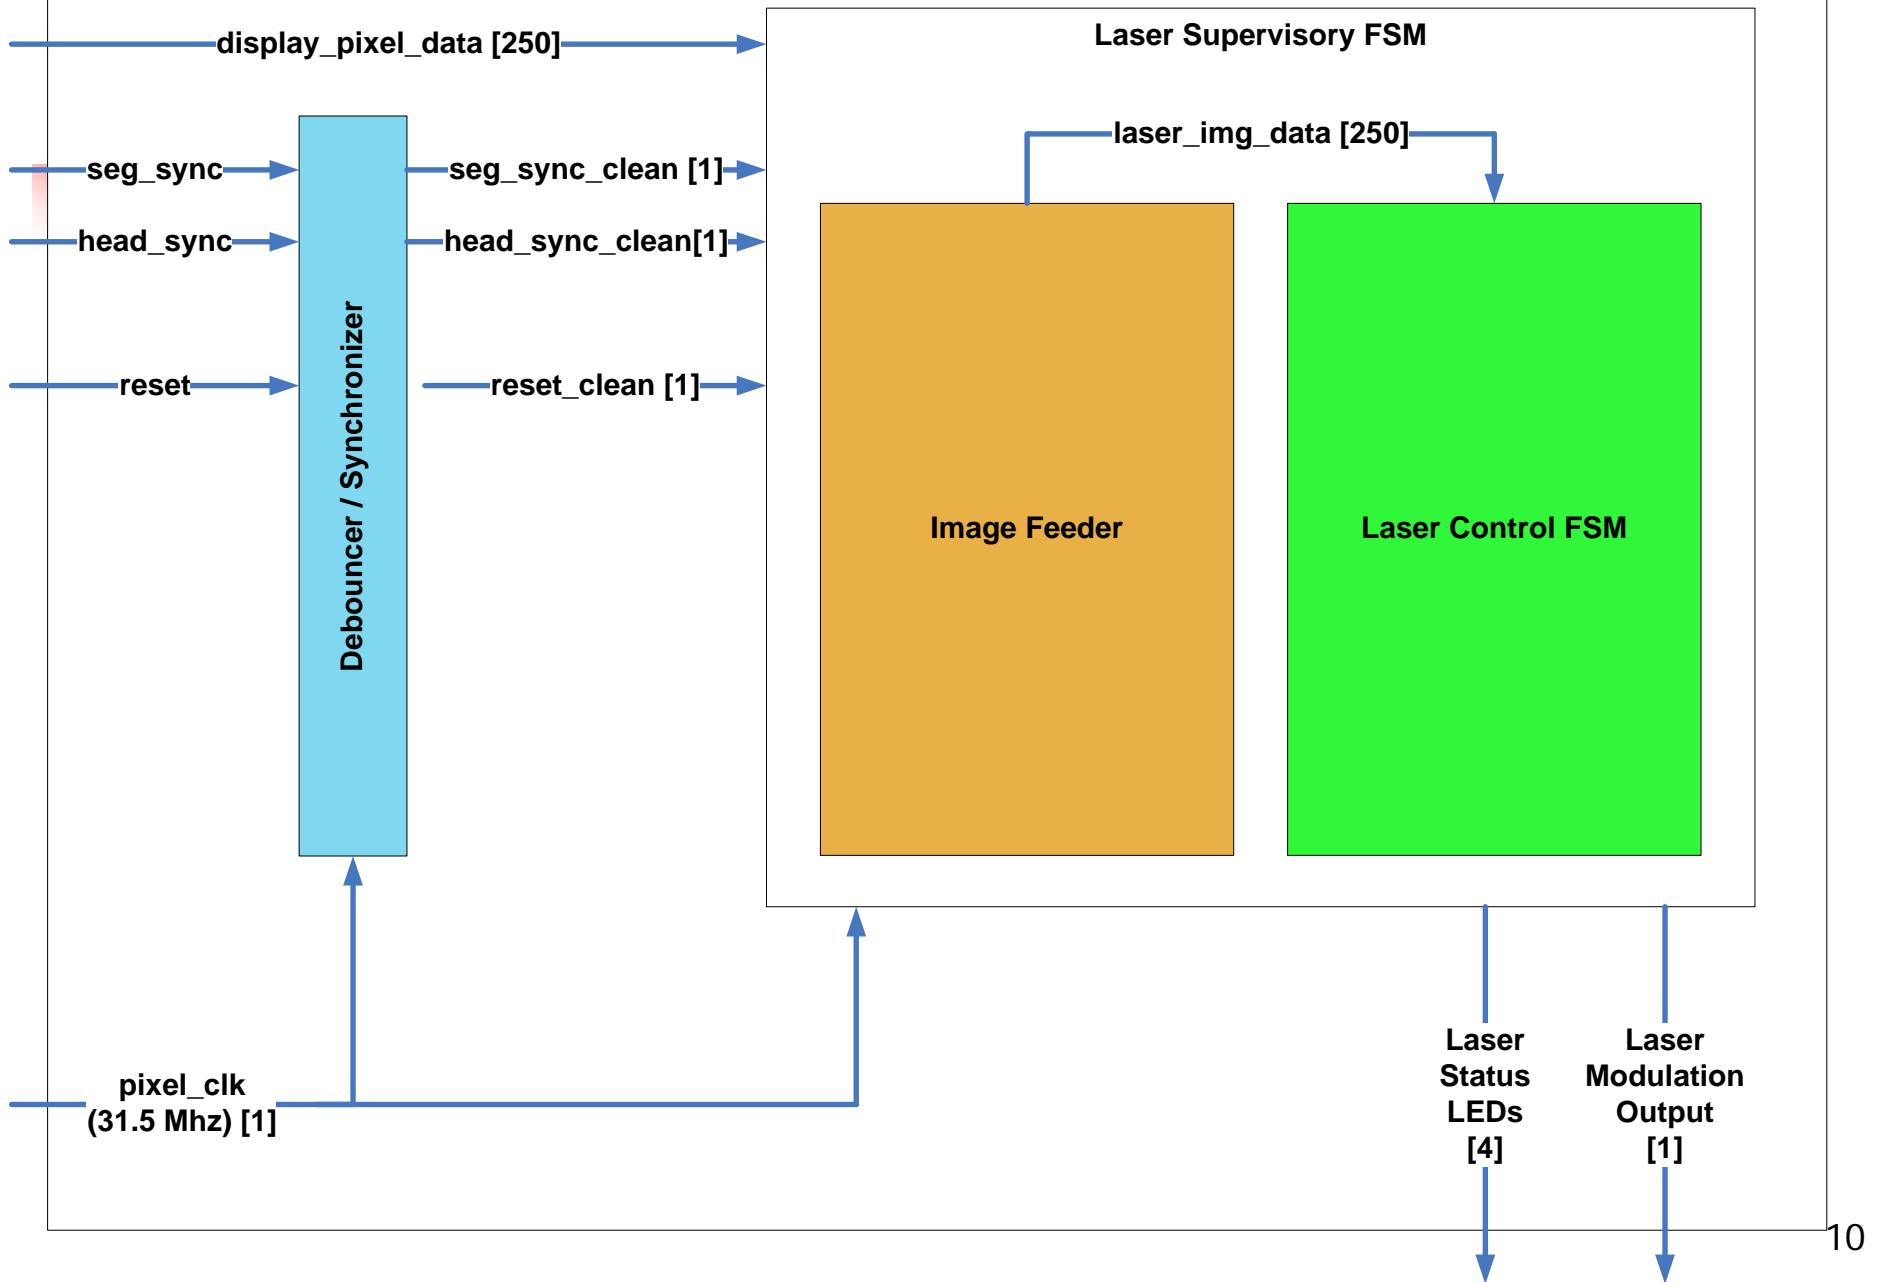 display_pixel_data [250]
Laser Supervisory FSM
laser_img_data [250]
seg_sync
seg_sync_clean [1]
head_sync
head_sync_clean[1]
reset
reset_clean [1]
Debouncer / Synchronizer
Image Feeder
Laser Control FSM
pixel_clk
(31.5 Mhz) [1]
Laser
Status
LEDs
[4]
Laser
Modulation
Output
[1]
10